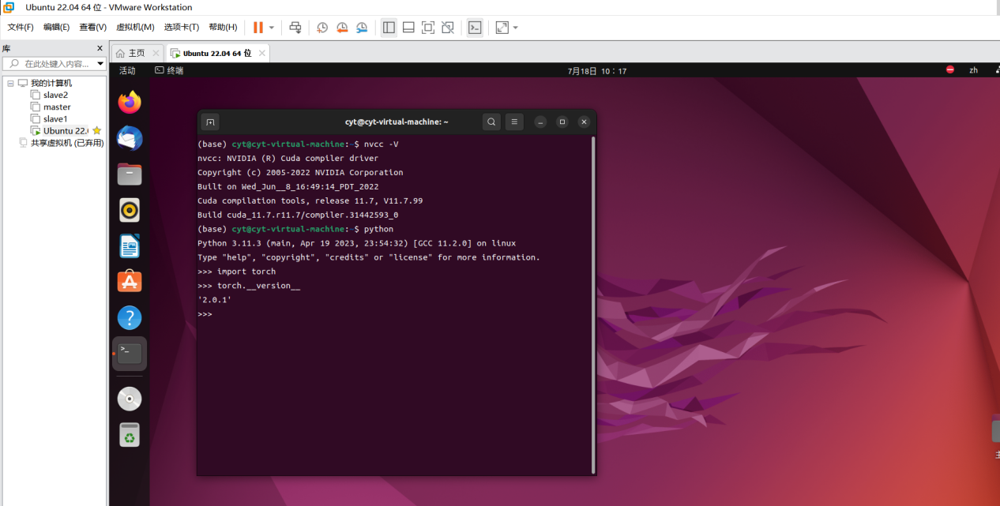 Ubuntu 22.04 64 位 - VMware Workstation
文件(F) 编辑(E) 查看(V) 虚拟机(M) 选项卡(T) 帮助(H)
库
在此处键入内容...
我的计算机
slave2
master
slave1
Ubuntu 22.
共享虚拟机 (已弃用)
主页
Ubuntu 22.04 64 位
活动 终端 7月18日 10:17 zh
cyt@cyt-virtual-machine: ~
(base) cyt@cyt-virtual-machine:~$ nvcc -V
nvcc: NVIDIA (R) Cuda compiler driver
Copyright (c) 2005-2022 NVIDIA Corporation
Built on Wed_Jun__8_16:49:14_PDT_2022
Cuda compilation tools, release 11.7, V11.7.99
Build cuda_11.7.r11.7/compiler.31442593_0
(base) cyt@cyt-virtual-machine:~$ python
Python 3.11.3 (main, Apr 19 2023, 23:54:32) [GCC 11.2.0] on linux
Type "help", "copyright", "credits" or "license" for more information.
>>> import torch
>>> torch.__version__
'2.0.1'
>>>